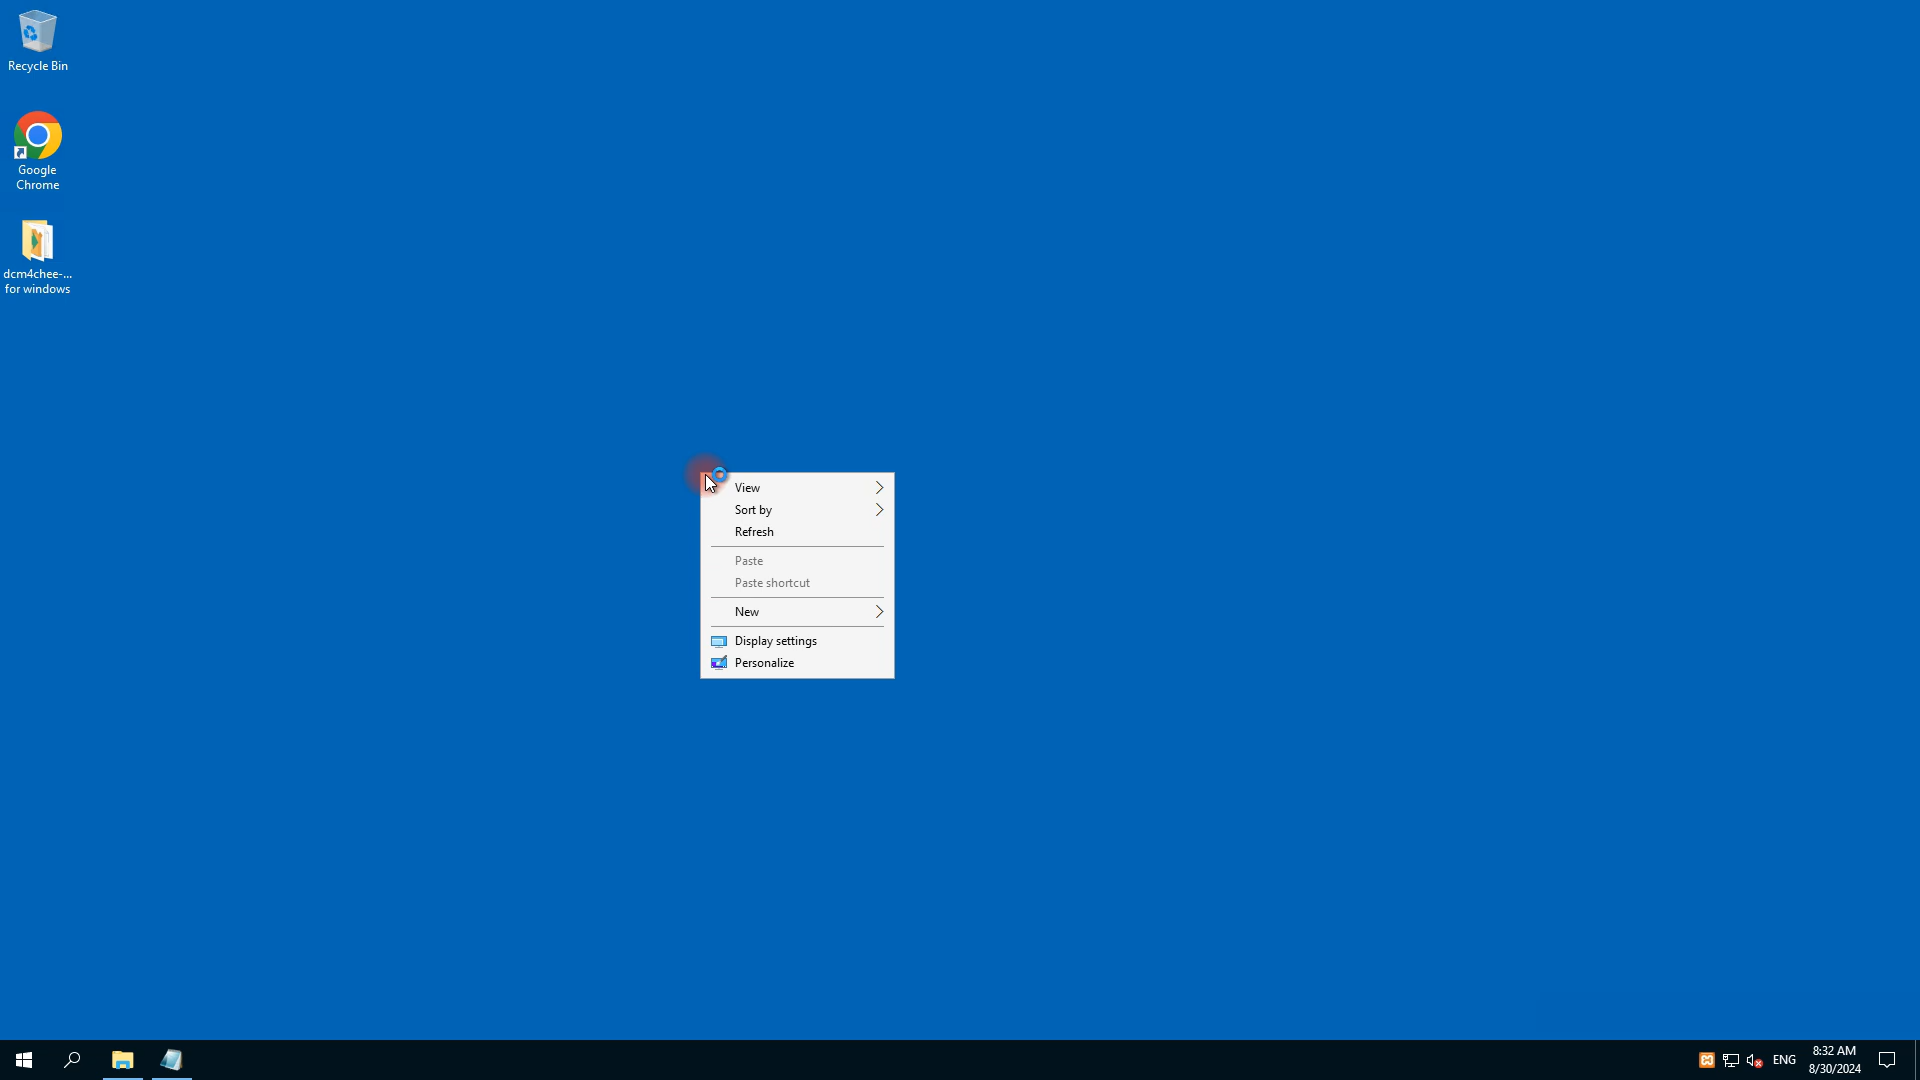 Recycle Bin
Google
Chrome
dcm4chee-...
for windows
View
Sort by
Refresh
Paste
Paste shortcut
New
Display settings
Personalize
ENG
8:32 AM
8/30/2024